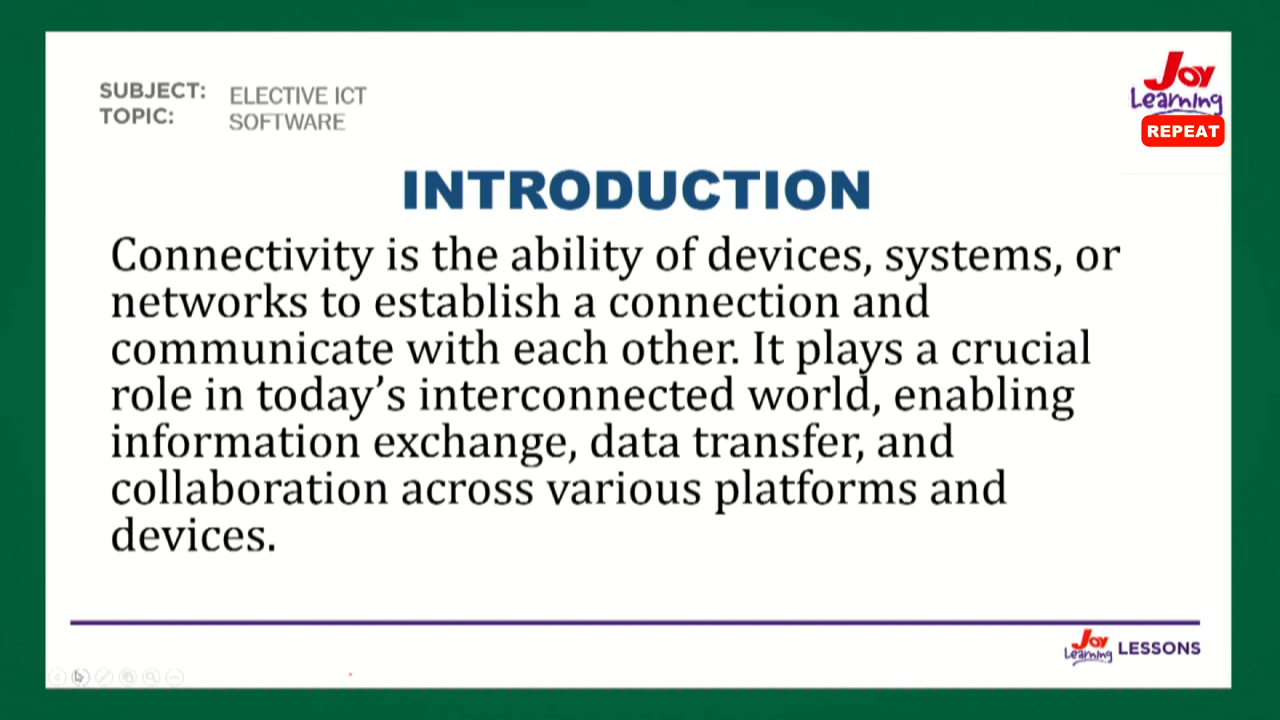 SUBJECT: ELECTIVE ICT
TOPIC: SOFTWARE
Joy
Learning
REPEAT
INTRODUCTION
Connectivity is the ability of devices, systems, or
networks to establish a connection and
communicate with each other. It plays a crucial
role in today’s interconnected world, enabling
information exchange, data transfer, and
collaboration across various platforms and
devices.
Joy
Learning LESSONS